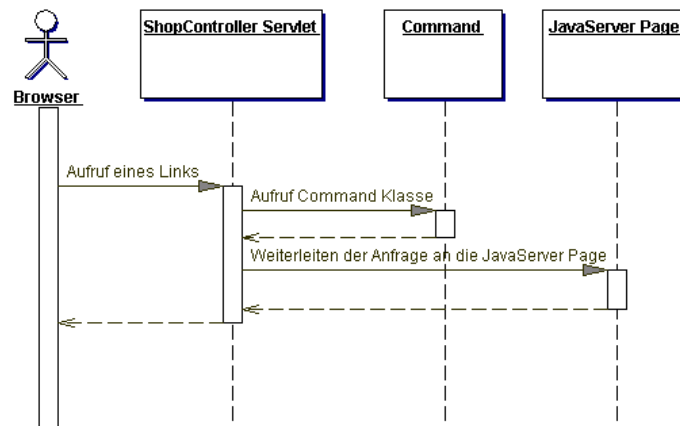 ShopController Servlet
Command
JavaServer Page
Browser
Aufruf eines Links
Aufruf Command Klasse
Weiterleiten der Anfrage an die JavaServer Page